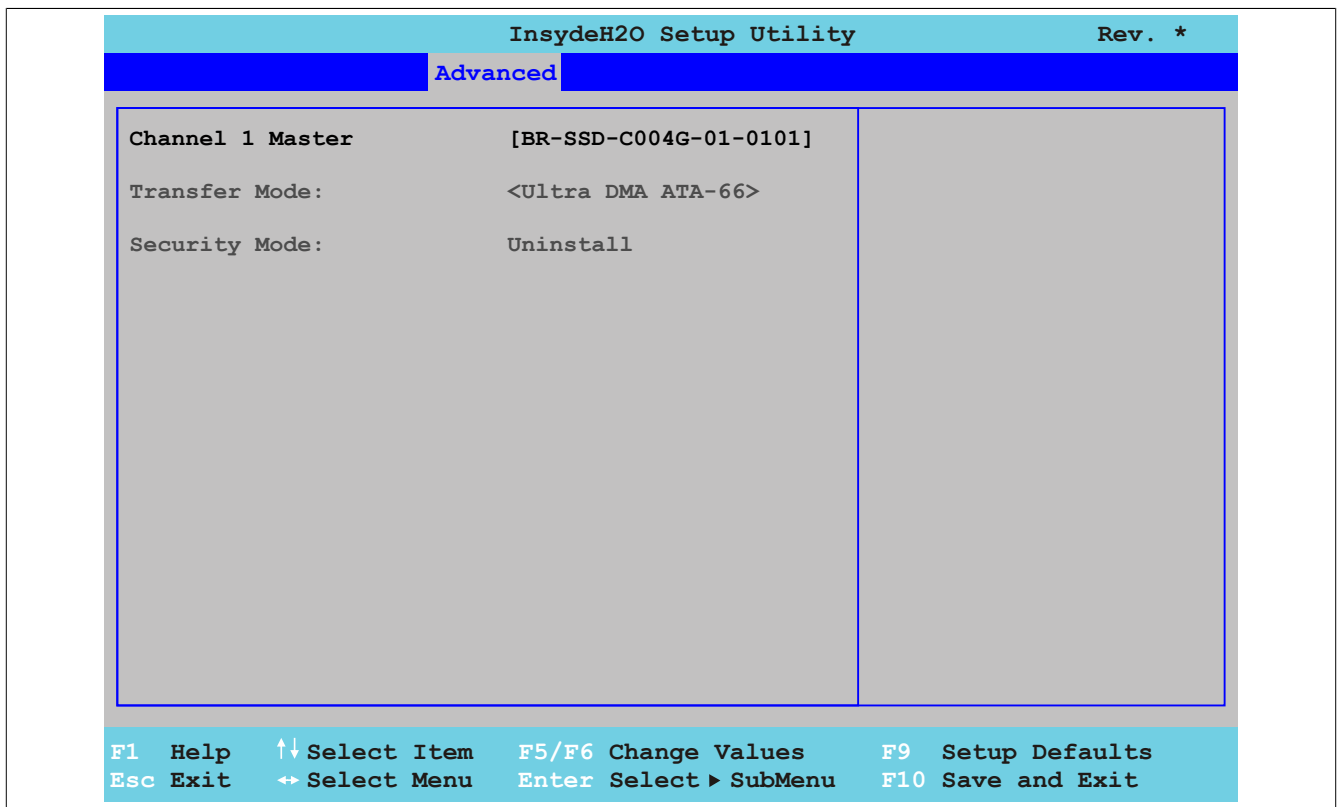 InsydeH2O Setup Utility Rev. *
Advanced
Channel 1 Master [BR-SSD-C004G-01-0101]
Transfer Mode: <Ultra DMA ATA-66>
Security Mode: Uninstall
F1 Help ↑↓ Select Item F5/F6 Change Values F9 Setup Defaults
Esc Exit ↔ Select Menu Enter Select ▶ SubMenu F10 Save and Exit